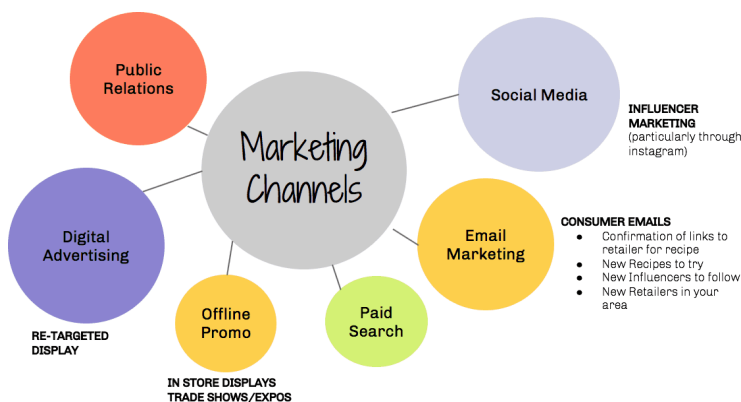 Public
Relations
Social Media
INFLUENCER
MARKETING
(particularly through
instagram)
Marketing
Channels
Digital
Advertising
RE-TARGETED
DISPLAY
Email
Marketing
CONSUMER EMAILS
● Confirmation of links to
retailer for recipe
● New Recipes to try
● New Influencers to follow
● New Retailers in your
area
Offline
Promo
IN STORE DISPLAYS
TRADE SHOWS/EXPOS
Paid
Search